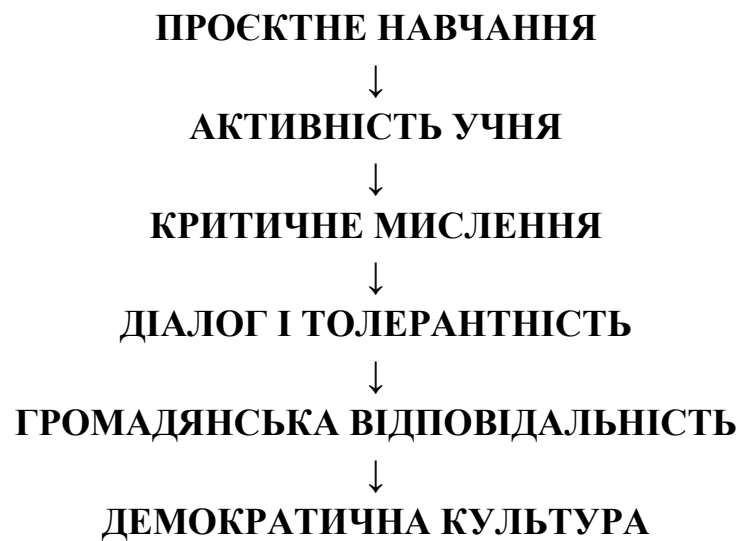 ПРОЄКТНЕ НАВЧАННЯ
↓
АКТИВНІСТЬ УЧНЯ
↓
КРИТИЧНЕ МИСЛЕННЯ
↓
ДІАЛОГ І ТОЛЕРАНТНІСТЬ
↓
ГРОМАДЯНСЬКА ВІДПОВІДАЛЬНІСТЬ
↓
ДЕМОКРАТИЧНА КУЛЬТУРА